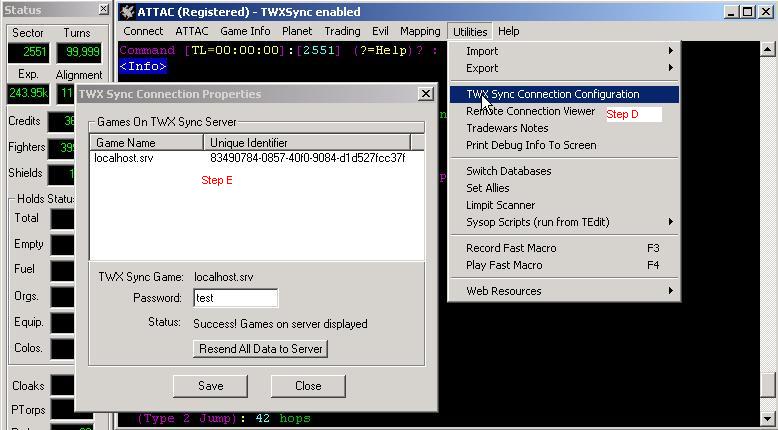 Status
ATTAC (Registered) - TWXSync enabled
Connect ATTAC Game Info Planet Trading Evil Mapping Utilities Help
Sector Turns
2551 99,999
Command [TL=00:00:00]:[2551] (?=Help)? :
<Info>
Exp. Alignment
243.95k 11
Credits
Fighters 39
Shields 1
Holds Statu
Total
Empty
Fuel
Orgs.
Equip.
Colos.
Cloaks
PTorps
TWX Sync Connection Properties
Games On TWX Sync Server
Game Name Unique Identifier
localhost.srv 83490784-0857-40f0-9084-d1d527fcc37f
Step E
TWX Sync Game: localhost.srv
Password: test
Status: Success! Games on server displayed
Resend All Data to Server
Save Close
Import
Export
TWX Sync Connection Configuration
Remote Connection Viewer
Step D
Tradewars Notes
Print Debug Info To Screen
Switch Databases
Set Allies
Limpit Scanner
Sysop Scripts (run from TEdit)
Record Fast Macro F3
Play Fast Macro F4
Web Resources
(Type 2 Jump): 42 hops